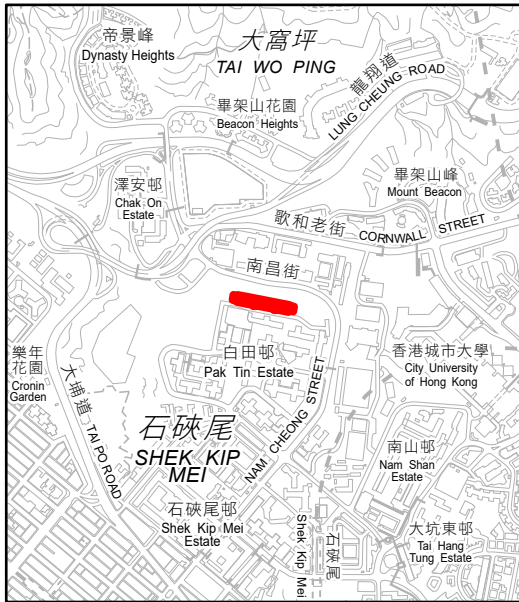 帝景峰
Dynasty Heights
大窩坪
TAI WO PING
龍翔道
LUNG CHEUNG ROAD
畢架山花園
Beacon Heights
澤安邨
Chak On
Estate
畢架山峰
Mount Beacon
歌和老街 CORNWALL STREET
南昌街
樂年
花園
Cronin
Garden
大埔道 TAI PO ROAD
白田邨
Pak Tin Estate
NAM CHEONG STREET
香港城市大學
City University
of Hong Kong
石硤尾
SHEK KIP
MEI
南山邨
Nam Shan
Estate
石硤尾邨
Shek Kip Mei
Estate
石硤尾
Shek Kip Mei
大坑東邨
Tai Hang
Tung Estate